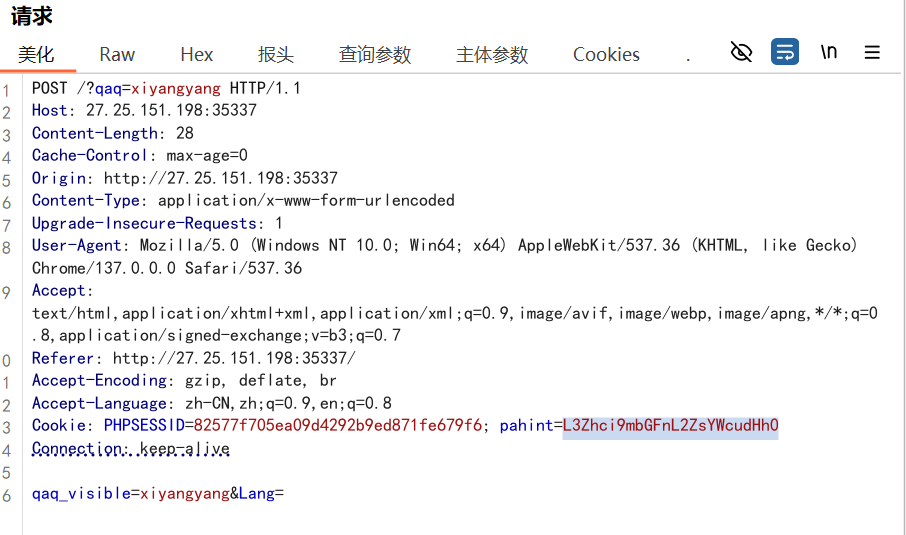 请求
美化 Raw Hex 报头 查询参数 主体参数 Cookies . \n
1 POST /?qaq=xiyangyang HTTP/1.1
2 Host: 27.25.151.198:35337
3 Content-Length: 28
4 Cache-Control: max-age=0
5 Origin: http://27.25.151.198:35337
6 Content-Type: application/x-www-form-urlencoded
7 Upgrade-Insecure-Requests: 1
8 User-Agent: Mozilla/5.0 (Windows NT 10.0; Win64; x64) AppleWebKit/537.36 (KHTML, like Gecko)
Chrome/137.0.0.0 Safari/537.36
9 Accept:
text/html,application/xhtml+xml,application/xml;q=0.9,image/avif,image/webp,image/apng,*/*;q=0
.8,application/signed-exchange;v=b3;q=0.7
0 Referer: http://27.25.151.198:35337/
1 Accept-Encoding: gzip, deflate, br
2 Accept-Language: zh-CN,zh;q=0.9,en;q=0.8
3 Cookie: PHPSESSID=82577f705ea09d4292b9ed871fe679f6; pahint=L3Zhci9mbGFnL2ZsYWcudHh0
4 Connection: keep-alive
5
6 qaq_visible=xiyangyang&Lang=